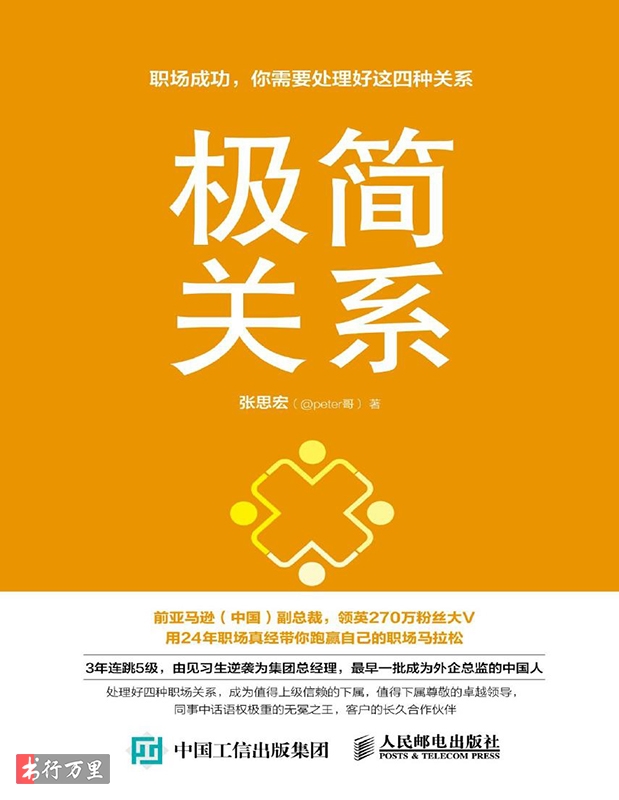 职场成功，你需要处理好这四种关系
极简
关系
张思宏（@peter哥）著
前亚马逊（中国）副总裁，领英270万粉丝大V
用24年职场真经带你跑赢自己的职场马拉松
3年连跳5级，由见习生逆袭为集团总经理，最早一批成为外企总监的中国人
处理好四种职场关系，成为值得上级信赖的下属，值得下属尊敬的卓越领导，
同事中话语权极重的无冕之王，客户的长久合作伙伴
中国工信出版集团
人民邮电出版社
POSTS & TELECOM PRESS
书行万里